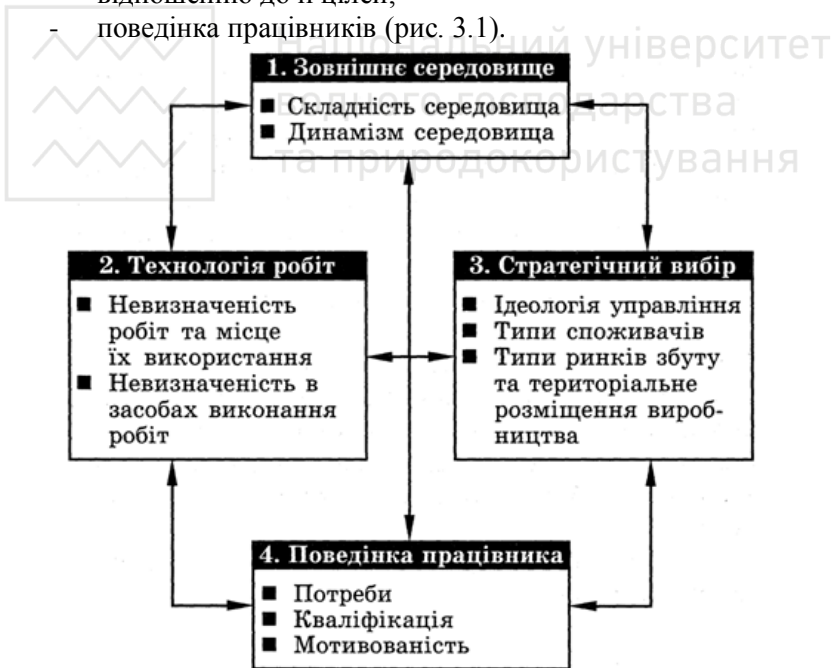 відношенню до її цілей;
- поведінка працівників (рис. 3.1).
Національний університет
водного господарства
та природокористування
1. Зовнішнє середовище
■ Складність середовища
■ Динамізм середовища
2. Технологія робіт
■ Невизначеність
робіт та місце
їх використання
■ Невизначеність в
засобах виконання
робіт
3. Стратегічний вибір
■ Ідеологія управління
■ Типи споживачів
■ Типи ринків збуту
та територіальне
розміщення вироб-
ництва
4. Поведінка працівника
■ Потреби
■ Кваліфікація
■ Мотивованість